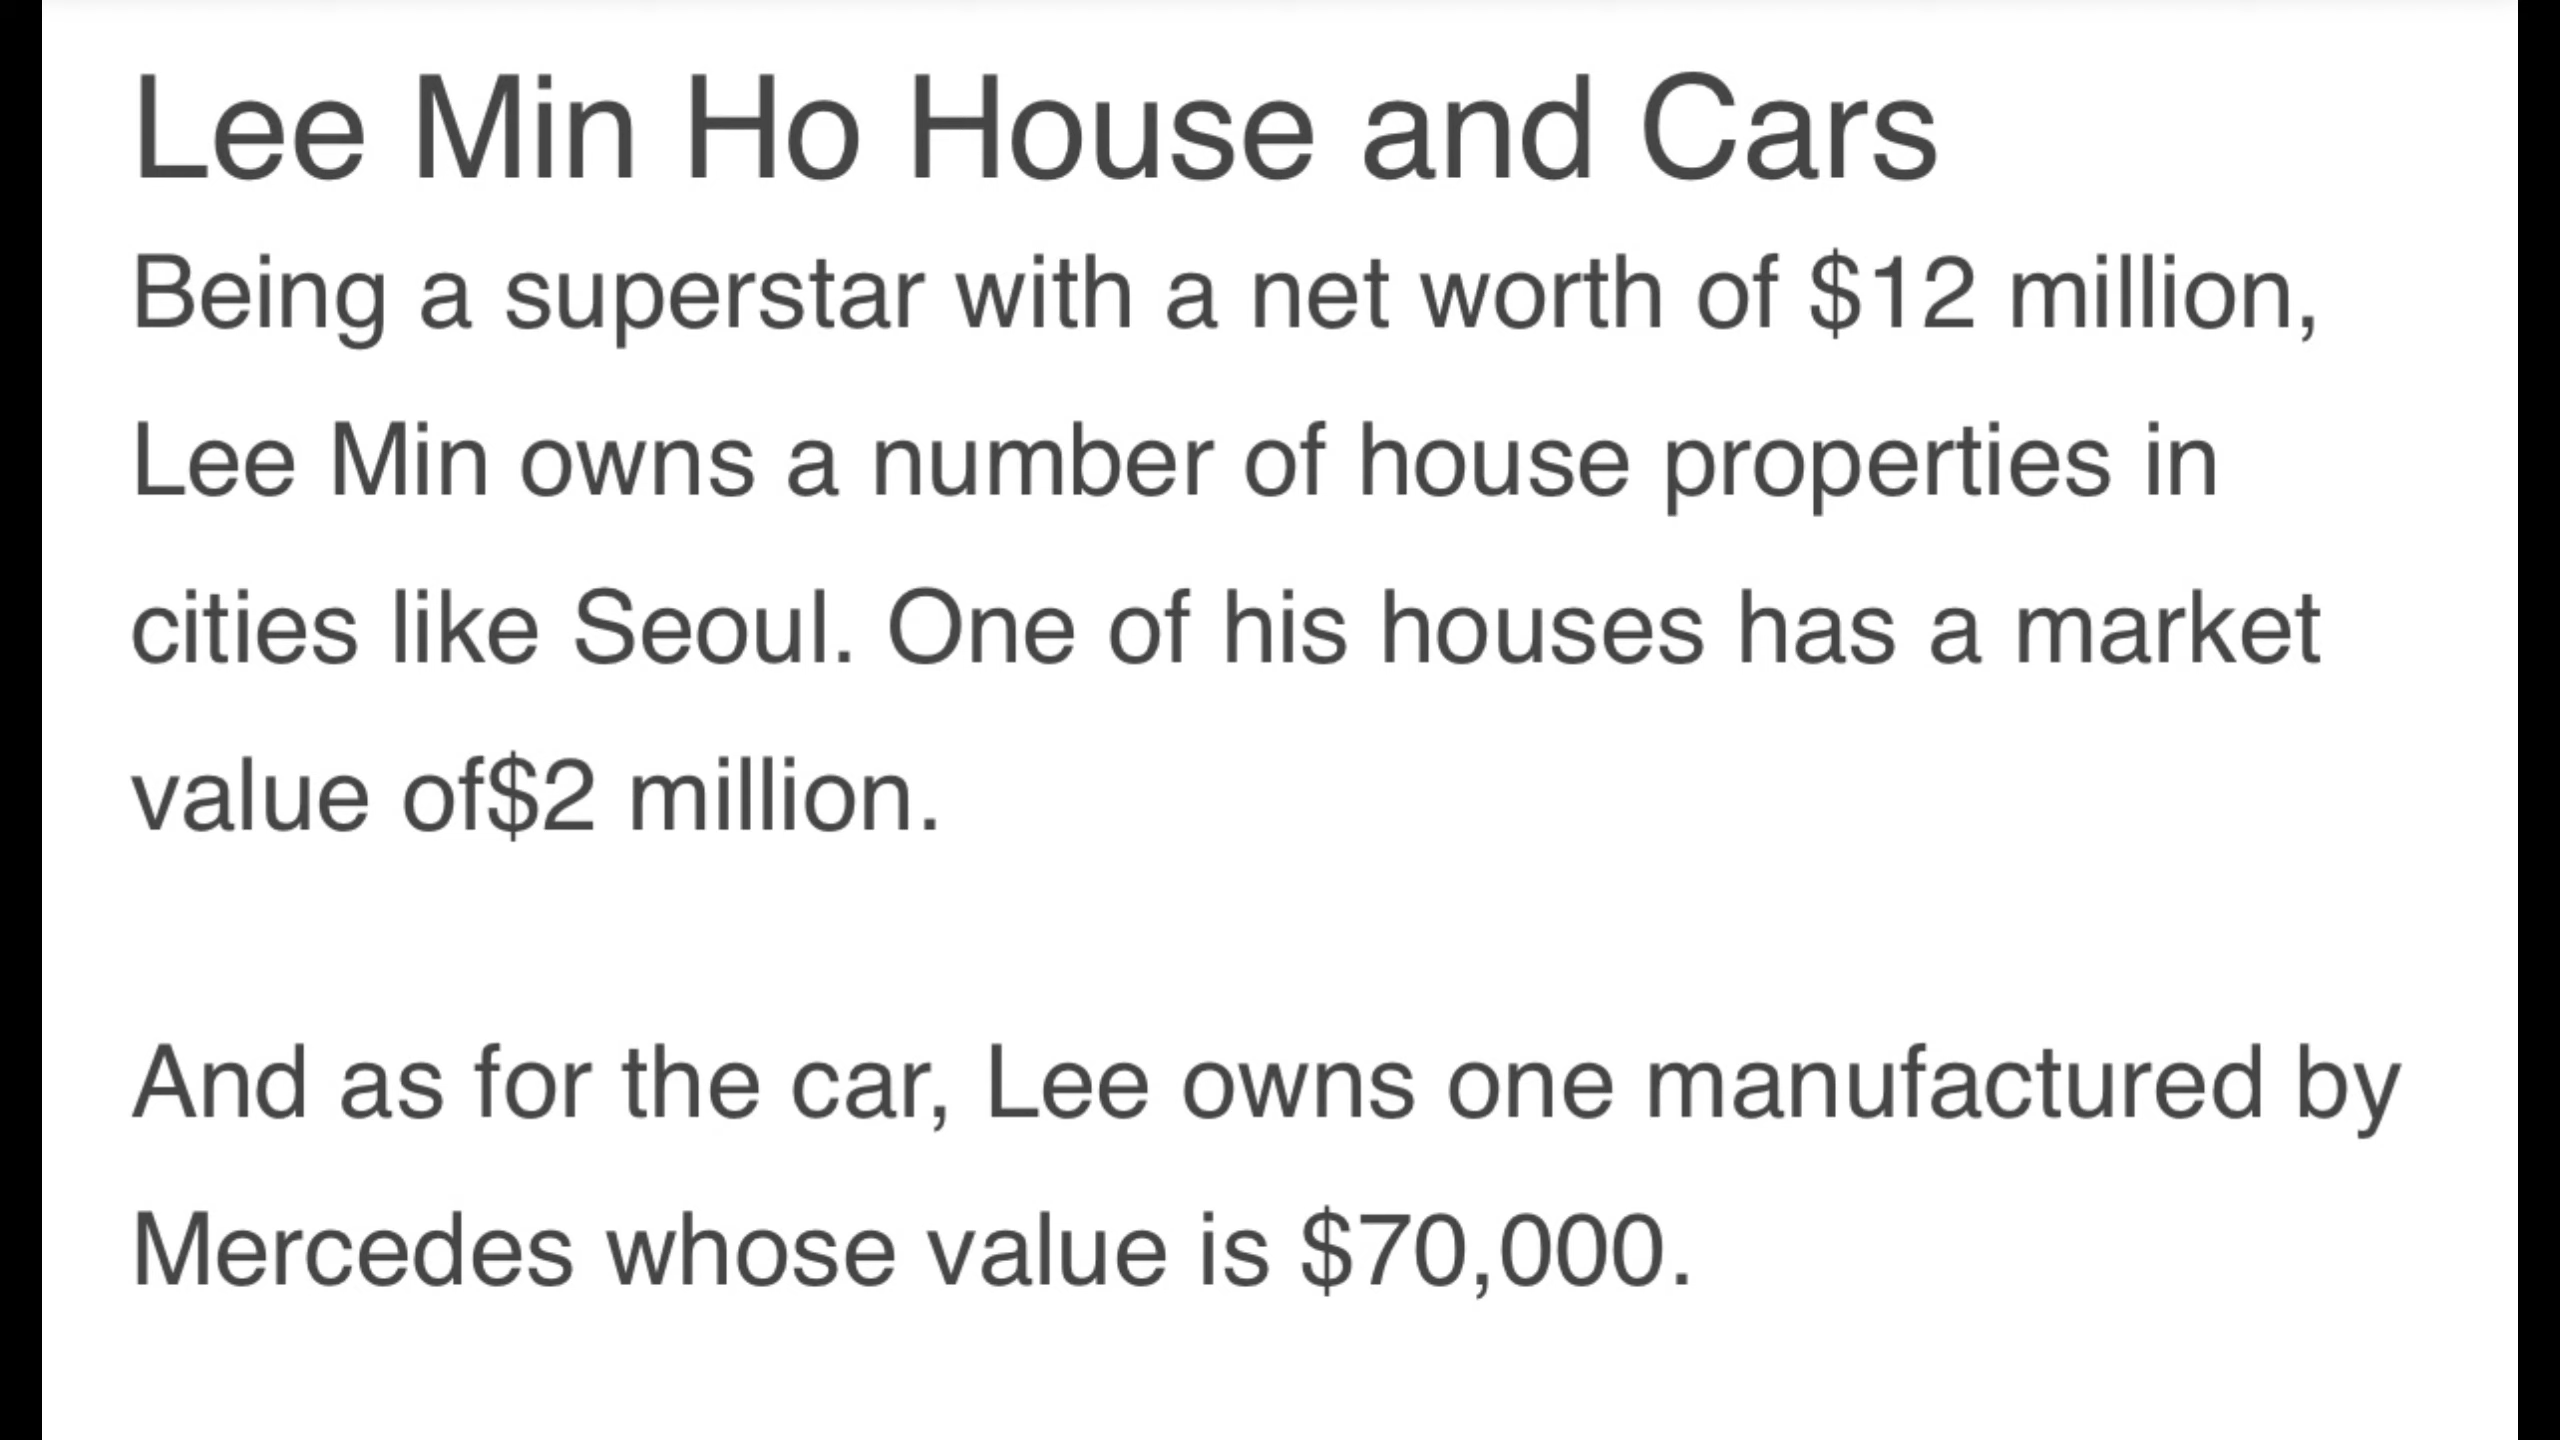 Lee Min Ho House and Cars
Being a superstar with a net worth of $12 million,
Lee Min owns a number of house properties in
cities like Seoul. One of his houses has a market
value of$2 million.
And as for the car, Lee owns one manufactured by
Mercedes whose value is $70,000.